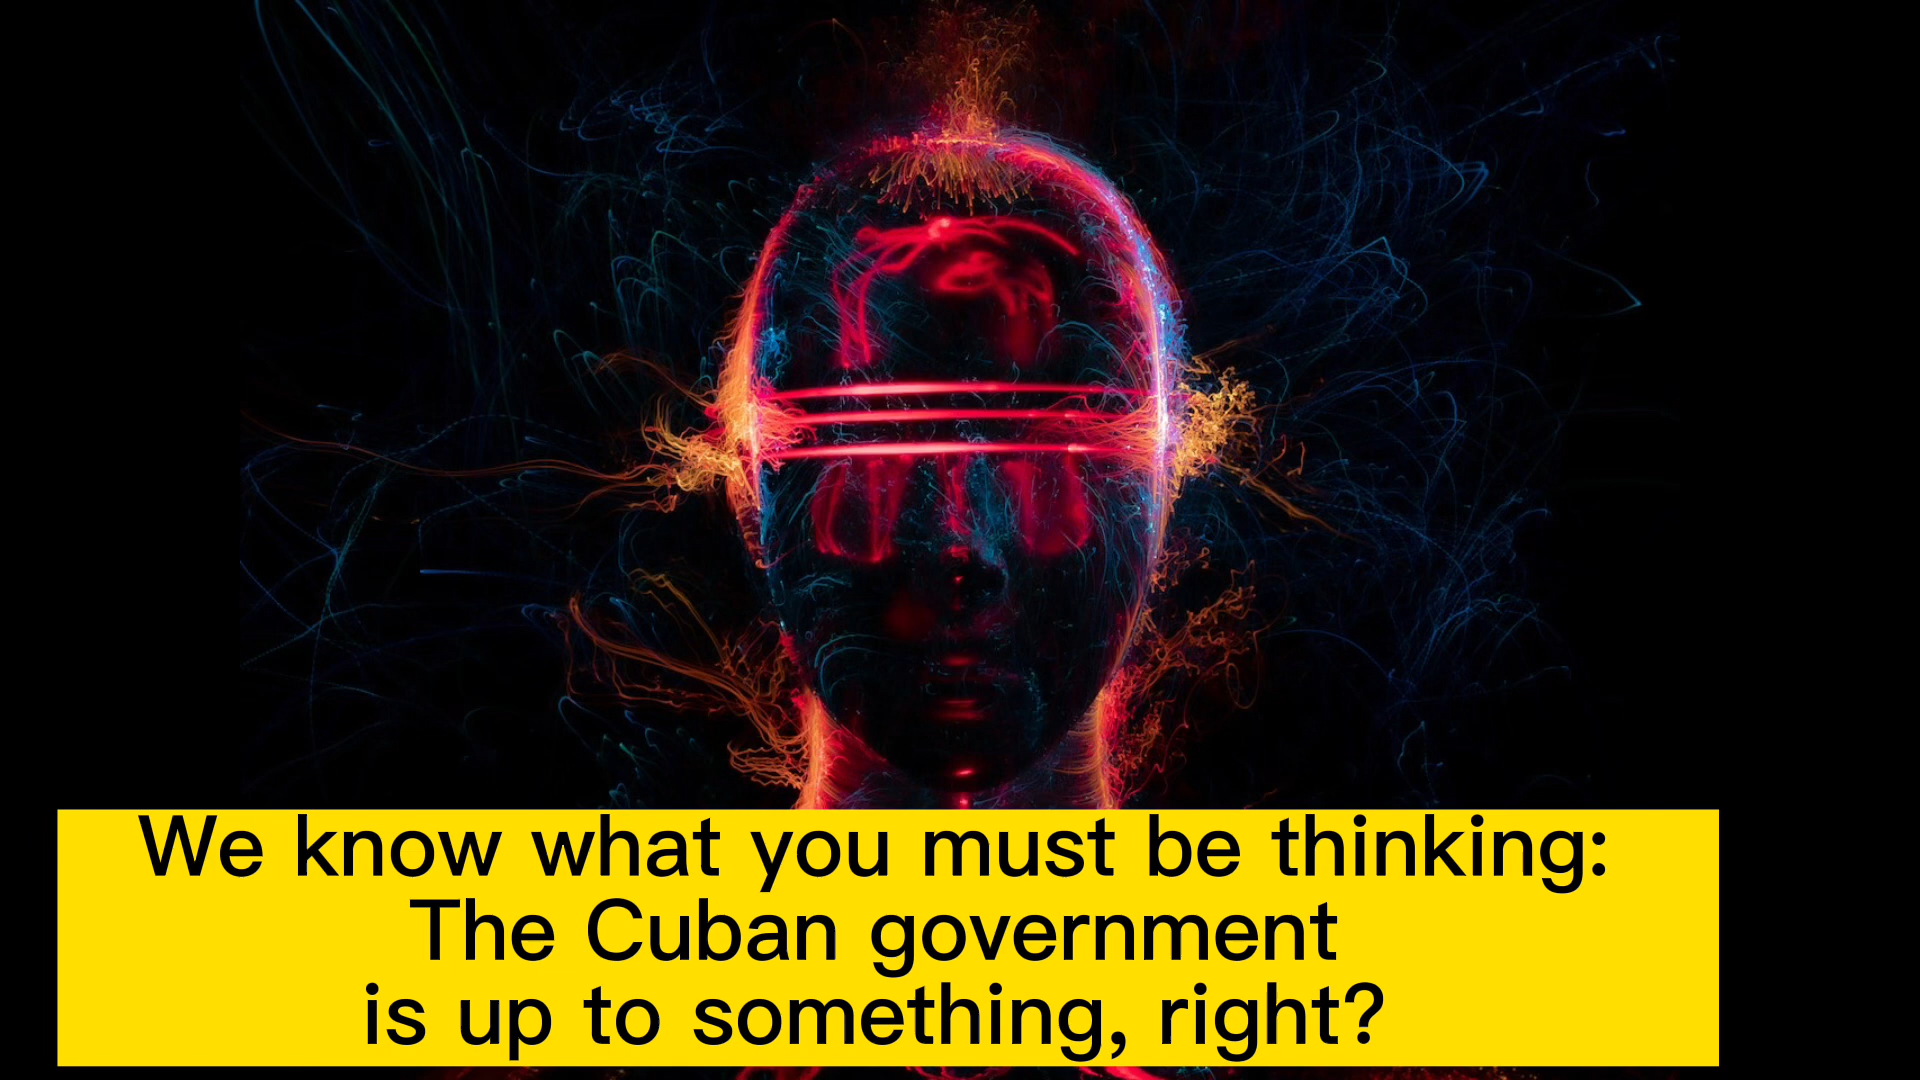 We know what you must be thinking:
The Cuban government
is up to something, right?